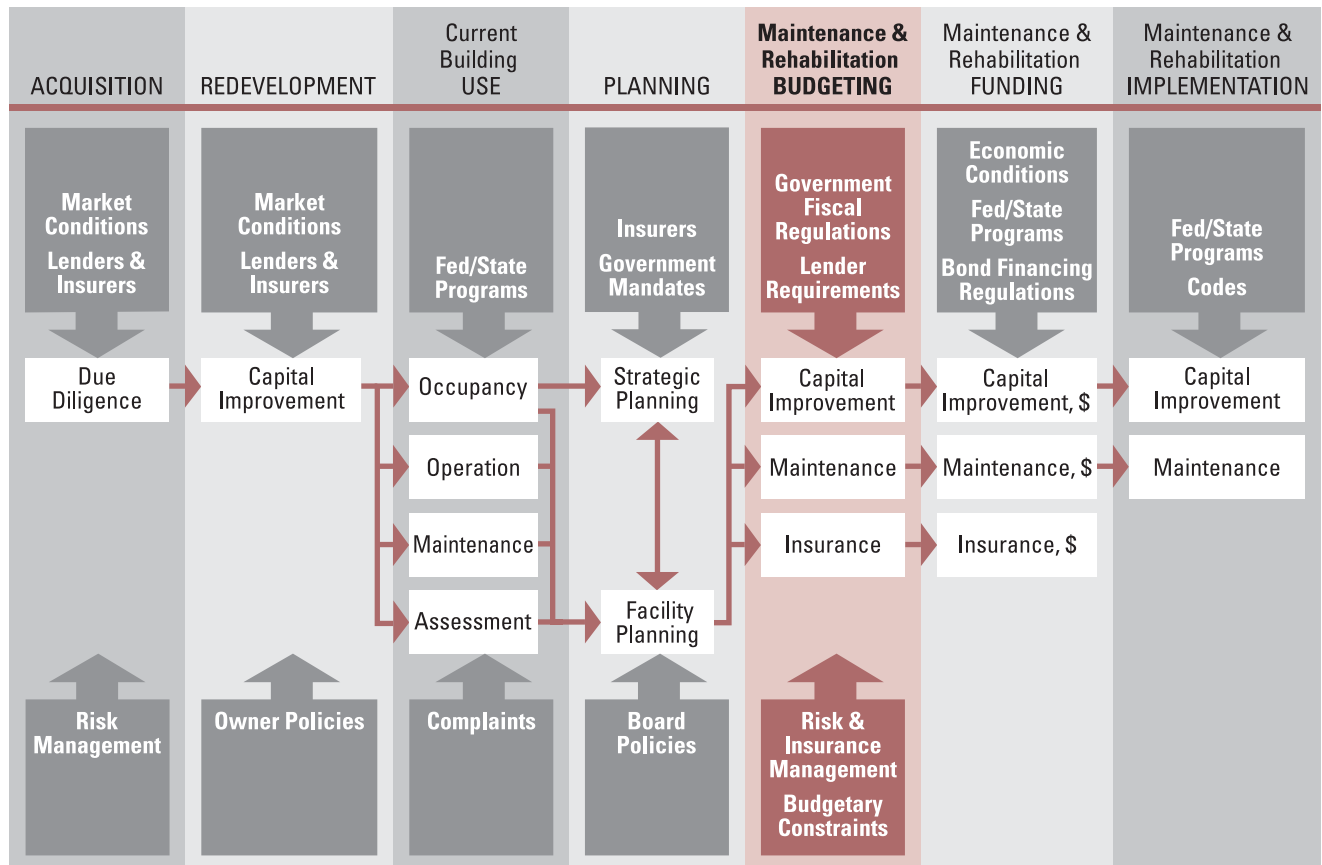 ACQUISITION
REDEVELOPMENT
Current
Building
USE
PLANNING
Maintenance &
Rehabilitation
BUDGETING
Maintenance &
Rehabilitation
FUNDING
Maintenance &
Rehabilitation
IMPLEMENTATION
Market
Conditions
Lenders &
Insurers
Market
Conditions
Lenders &
Insurers
Fed/State
Programs
Insurers
Government
Mandates
Government
Fiscal
Regulations
Lender
Requirements
Economic
Conditions
Fed/State
Programs
Bond Financing
Regulations
Fed/State
Programs
Codes
Due
Diligence
Capital
Improvement
Occupancy
Strategic
Planning
Capital
Improvement
Capital
Improvement, $
Capital
Improvement
Operation
Maintenance
Maintenance, $
Maintenance
Maintenance
Insurance
Insurance, $
Assessment
Facility
Planning
Risk
Management
Owner Policies
Complaints
Board
Policies
Risk &
Insurance
Management
Budgetary
Constraints